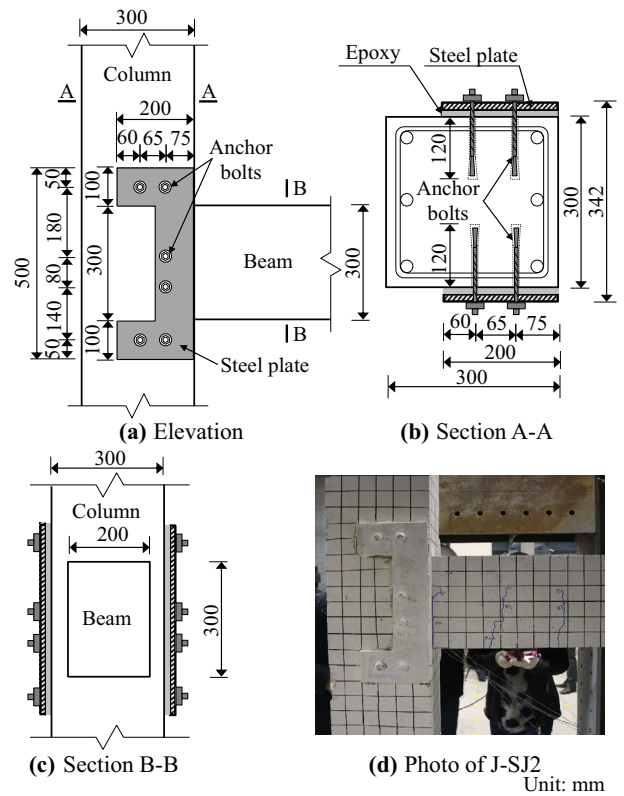 300
Column
A
A
200
60 65 75
Anchor
bolts
50
100
180
B
500
300
80
Beam
300
140
B
100
50
Steel plate
(a) Elevation
Epoxy
Steel plate
120
Anchor
bolts
300
342
120
60 65 75
200
300
(b) Section A-A
300
Column
200
Beam
300
(c) Section B-B
(d) Photo of J-SJ2
Unit: mm